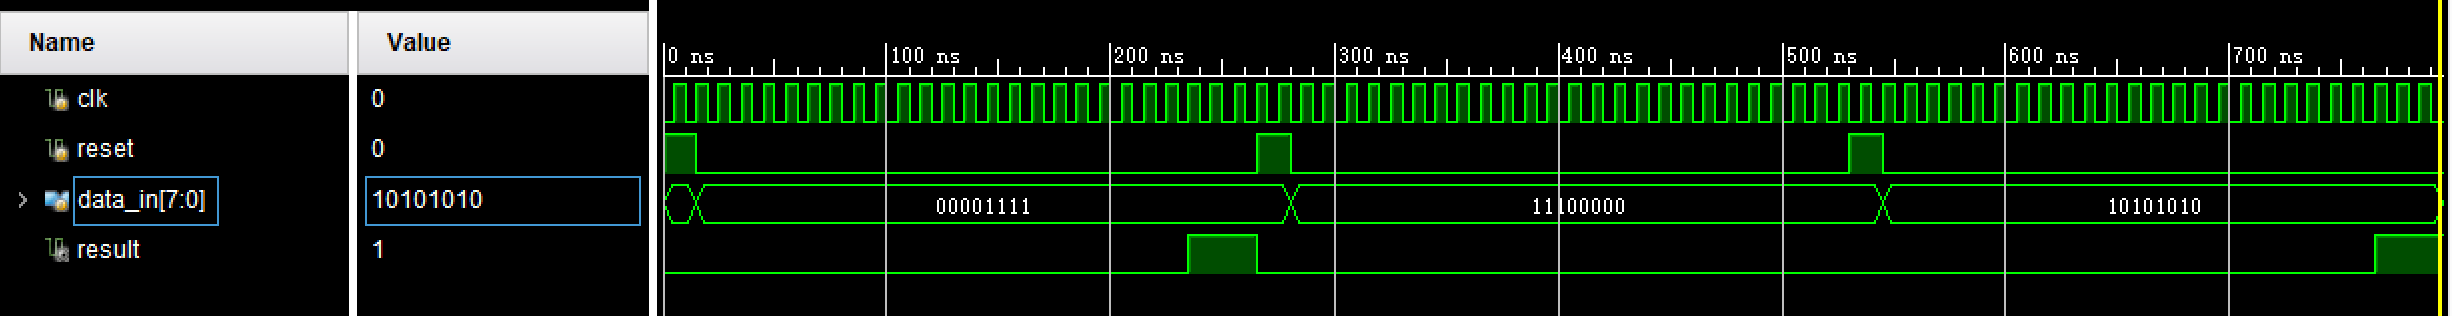 Name Value
0 ns 100 ns 200 ns 300 ns 400 ns 500 ns 600 ns 700 ns
clk 0
reset 0
data_in[7:0] 10101010 00001111 11100000 10101010
result 1